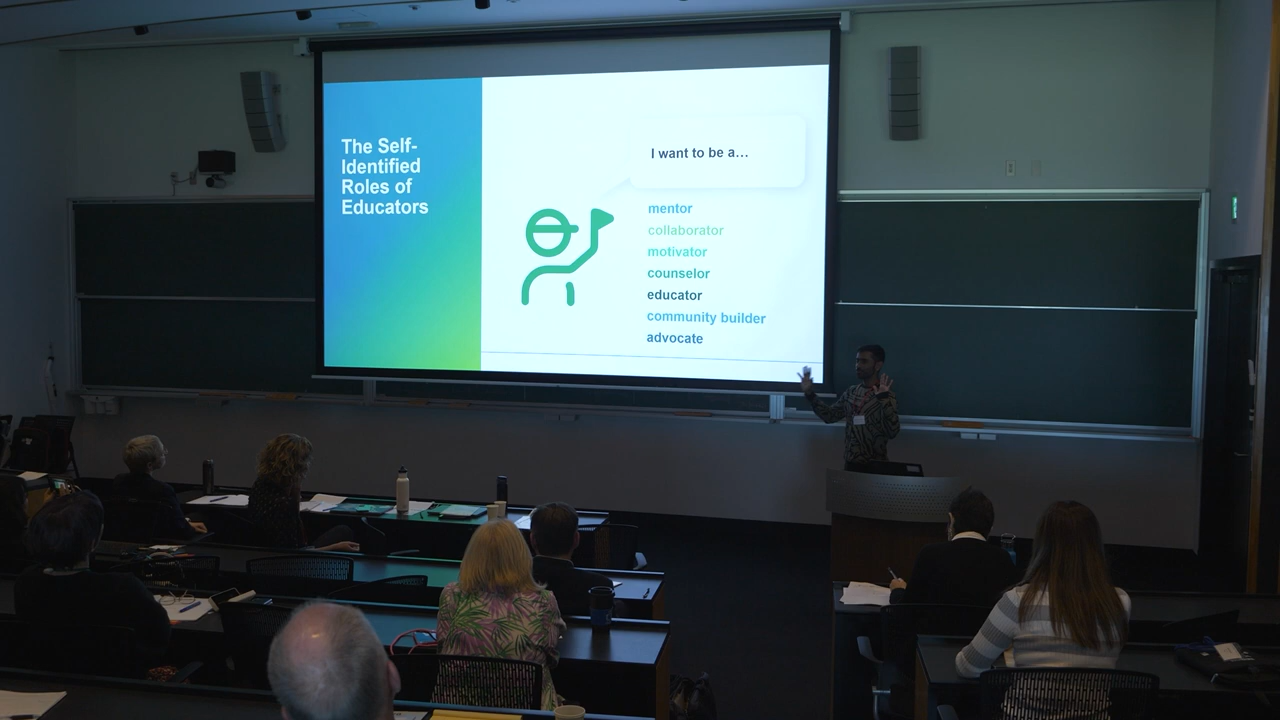 The Self-
Identified
Roles of
Educators
I want to be a…
mentor
collaborator
motivator
counselor
educator
community builder
advocate